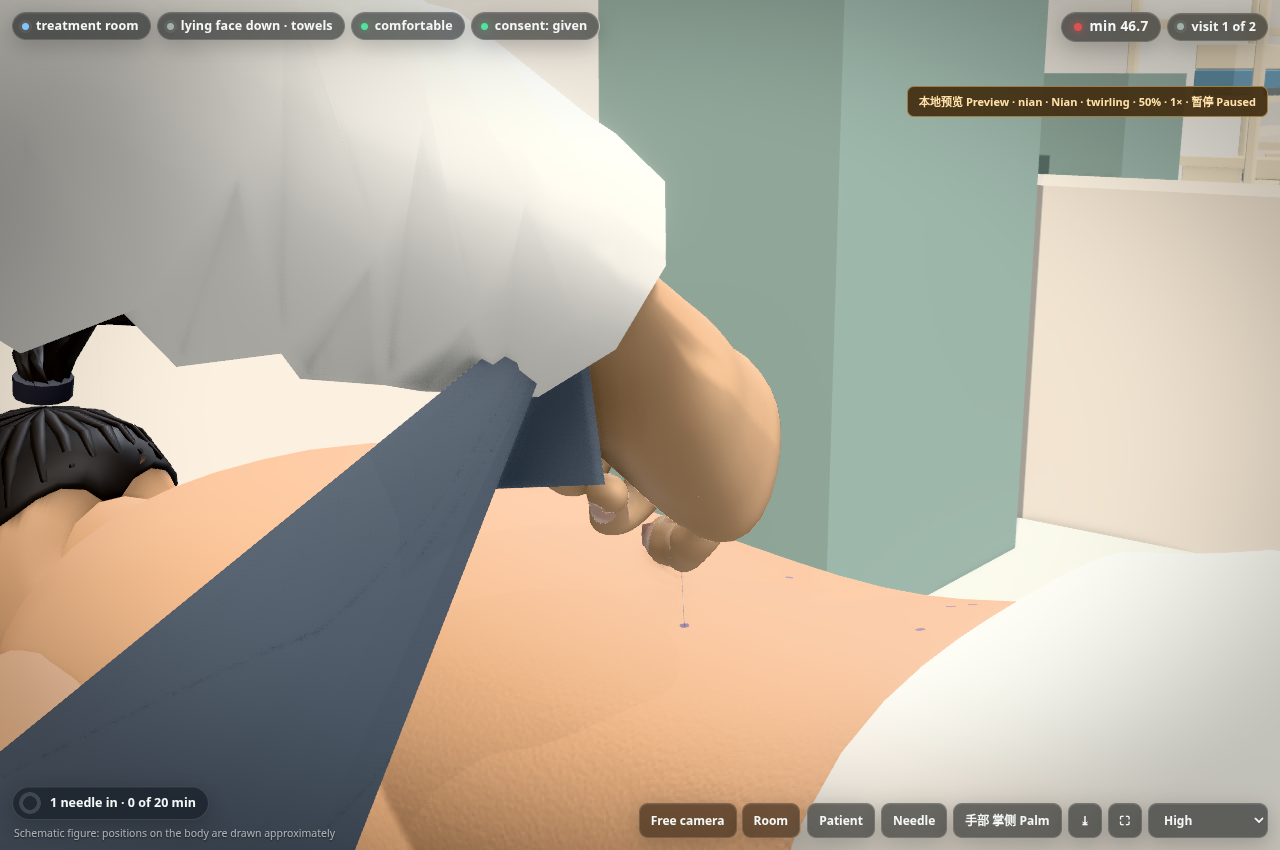 treatment room
lying face down · towels
comfortable
consent: given
min 46.7
visit 1 of 2
本地预览 Preview · nian · Nian · twirling · 50% · 1× · 暂停 Paused
1 needle in · 0 of 20 min
Schematic figure: positions on the body are drawn approximately
Free camera
Room
Patient
Needle
手部 掌侧 Palm
High